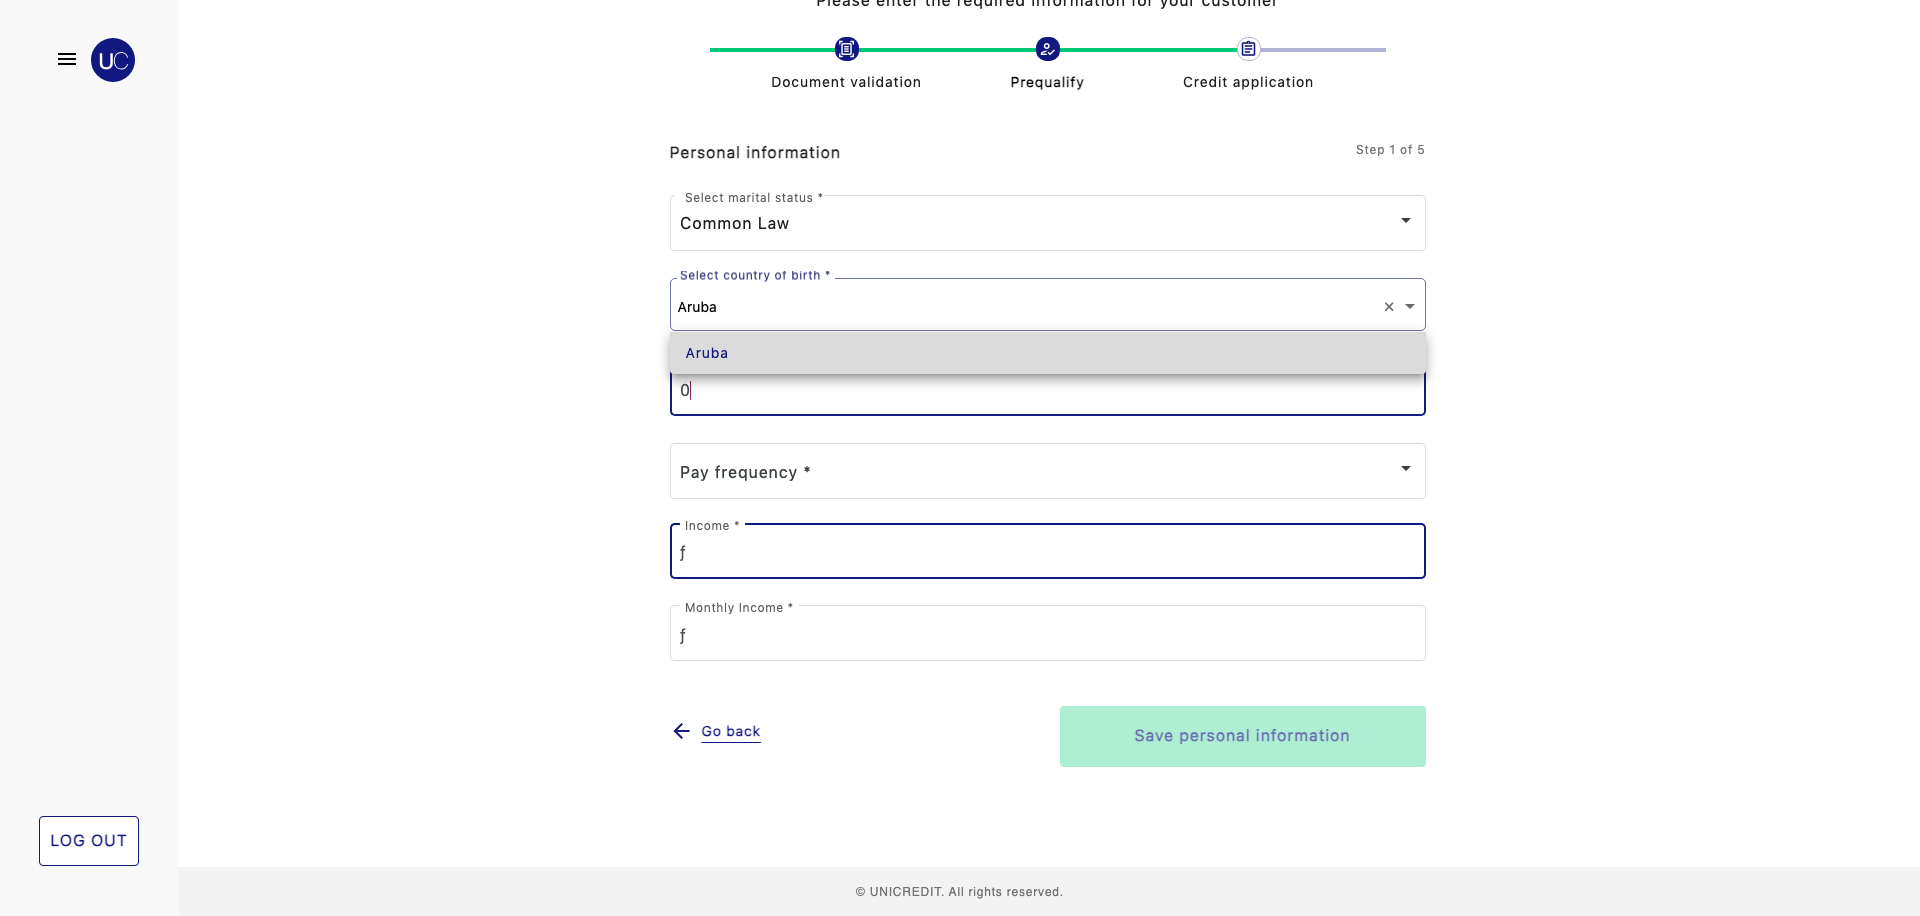 Please enter the required information for your customer
UC
Document validation
Prequalify
Credit application
Personal information
Step 1 of 5
Select marital status *
Common Law
Select country of birth *
Aruba
Aruba
0
Pay frequency *
Income *
ƒ
Monthly Income *
ƒ
Go back
Save personal information
LOG OUT
© UNICREDIT. All rights reserved.